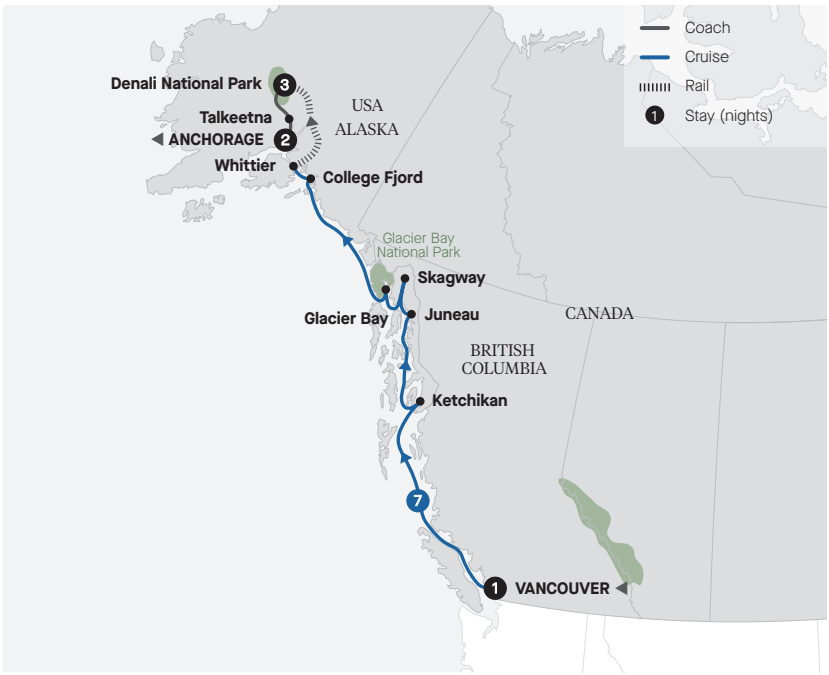 Coach
Cruise
Rail
1
Stay (nights)
Denali National Park
3
USA
ALASKA
Talkeetna
ANCHORAGE
2
Whittier
College Fjord
Glacier Bay
National Park
Skagway
Glacier Bay
Juneau
CANADA
BRITISH
COLUMBIA
Ketchikan
7
1
VANCOUVER